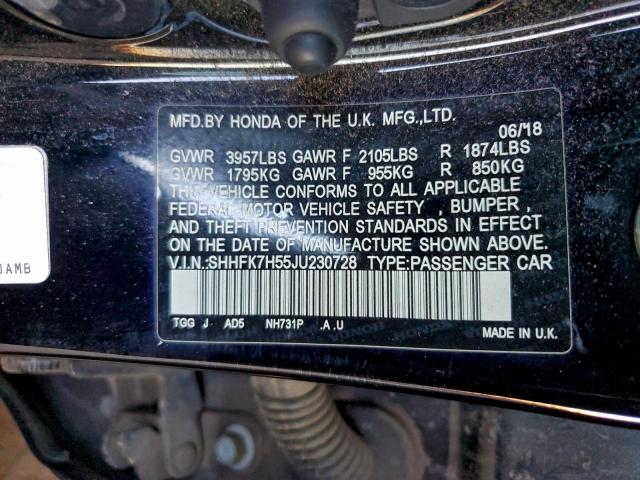 MFD.BY HONDA OF THE U.K. MFG.,LTD.
06/18
GVWR 3957LBS GAWR F 2105LBS R 1874LBS
GVWR 1795KG GAWR F 955KG R 850KG
THIS VEHICLE CONFORMS TO ALL APPLICABLE
FEDERAL MOTOR VEHICLE SAFETY , BUMPER ,
AND THEFT PREVENTION STANDARDS IN EFFECT
ON THE DATE OF MANUFACTURE SHOWN ABOVE.
V.I.N.:SHHFK7H55JU230728 TYPE:PASSENGER CAR
TGG J AD5 NH731P .A .U
MADE IN U.K.
JAMB